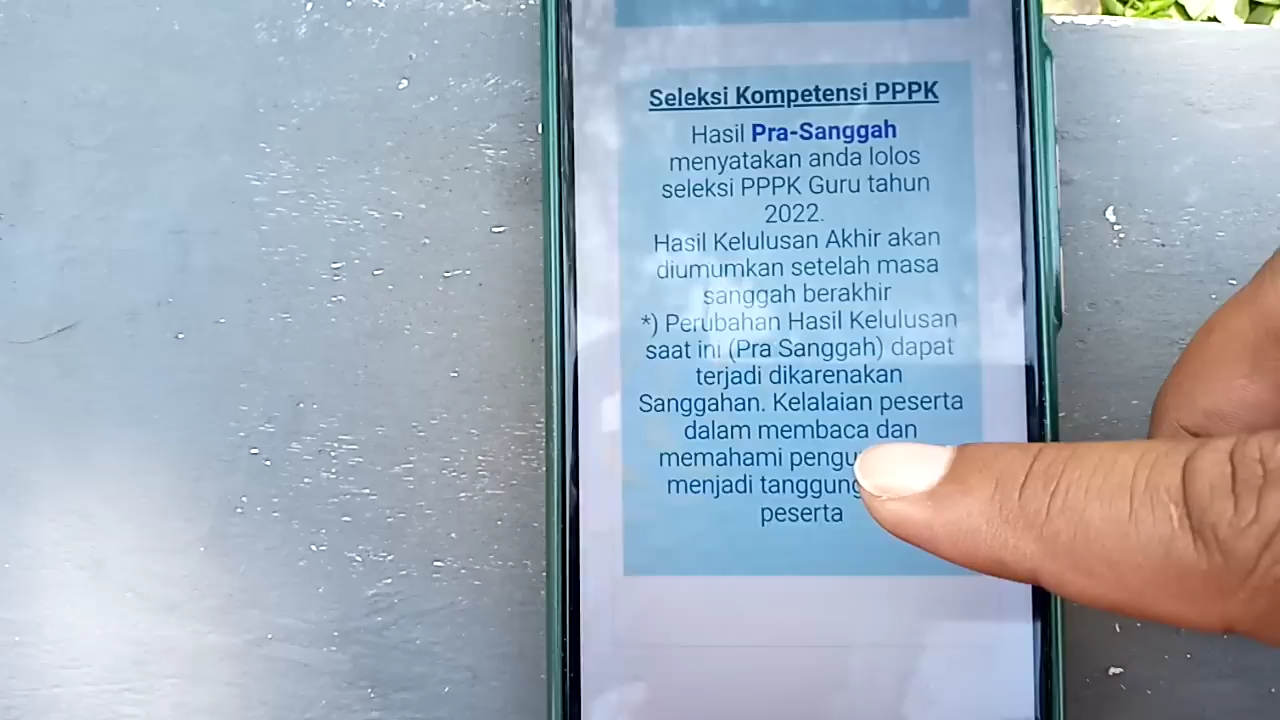 Seleksi Kompetensi PPPK
Hasil Pra-Sanggah
menyatakan anda lolos
seleksi PPPK Guru tahun
2022.
Hasil Kelulusan Akhir akan
diumumkan setelah masa
sanggah berakhir
*) Perubahan Hasil Kelulusan
saat ini (Pra Sanggah) dapat
terjadi dikarenakan
Sanggahan. Kelalaian peserta
dalam membaca dan
memahami
menjadi tanggung
peserta